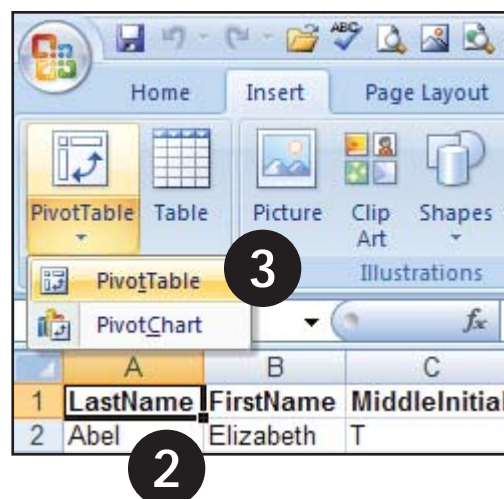 ABC
Home Insert Page Layout
PivotTable Table Picture Clip Art Shapes
Illustrations
PivotTable 3
PivotChart
fx
A B C
1 LastName FirstName MiddleInitial
2 Abel Elizabeth T
2